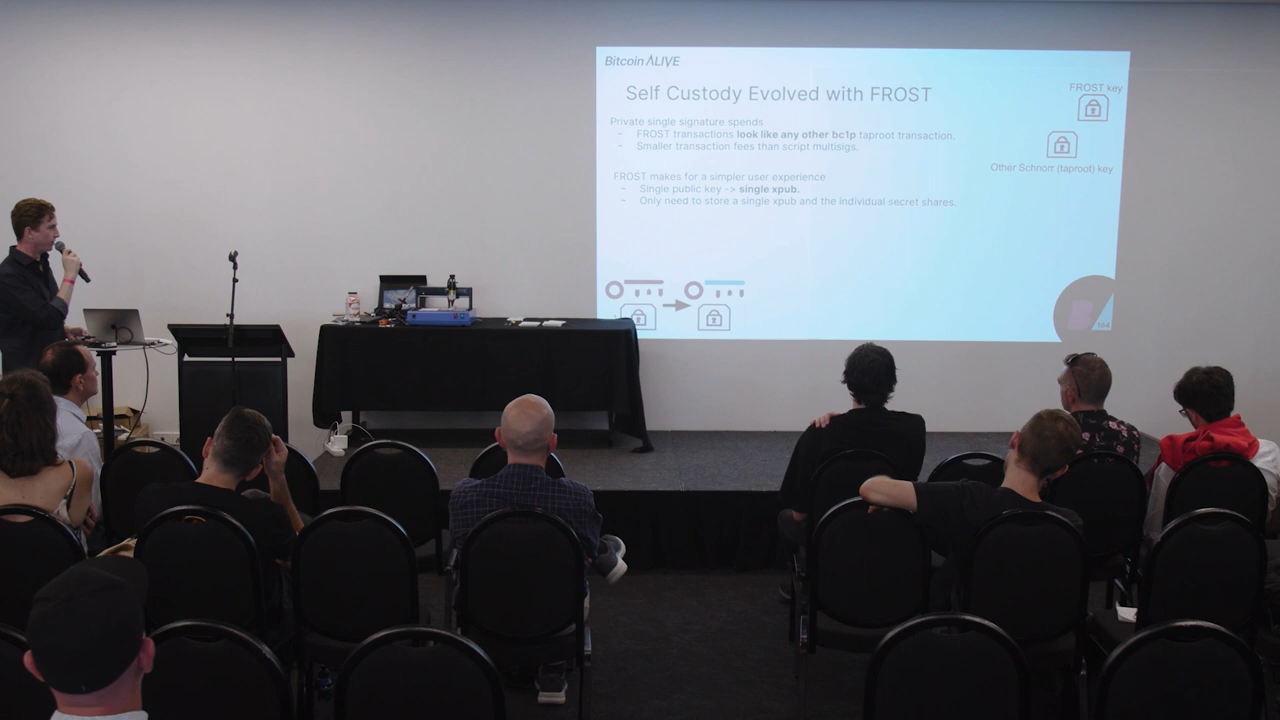 Bitcoin ΛLIVE
Self Custody Evolved with FROST
FROST key
Private single signature spends
- FROST transactions look like any other bc1p taproot transaction.
- Smaller transaction fees than script multisigs.
Other Schnorr (taproot) key
FROST makes for a simpler user experience
- Single public key -> single xpub.
- Only need to store a single xpub and the individual secret shares.
164